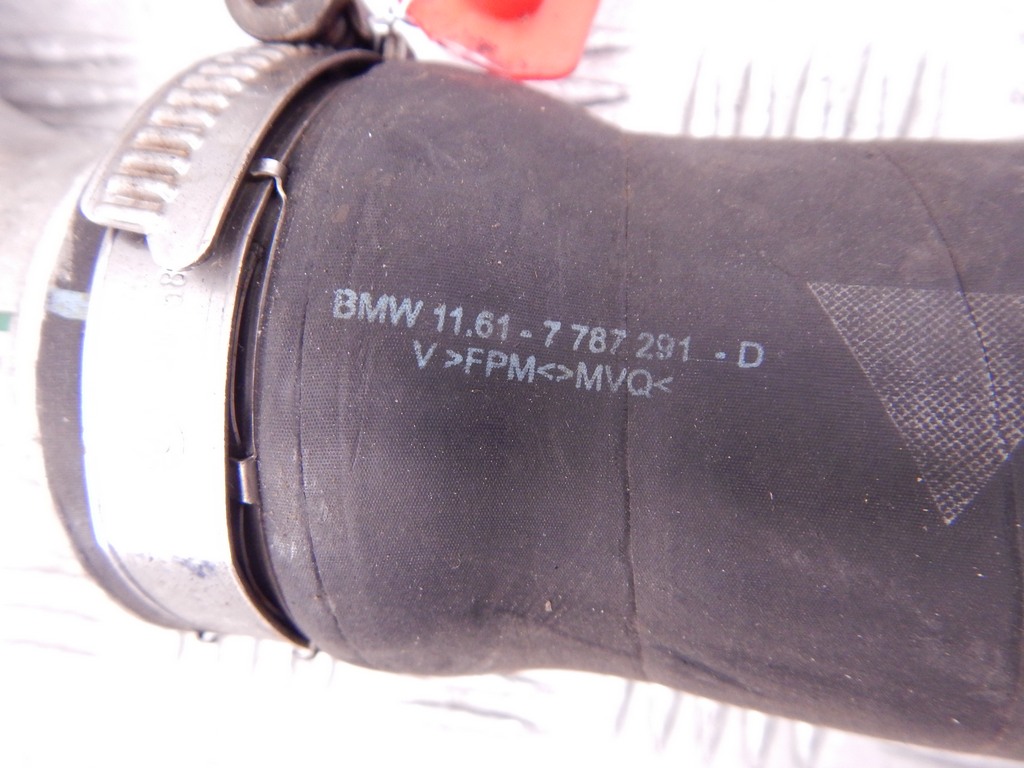 BMW 11.61 - 7 787 291 - D
V >FPM<>MVQ<